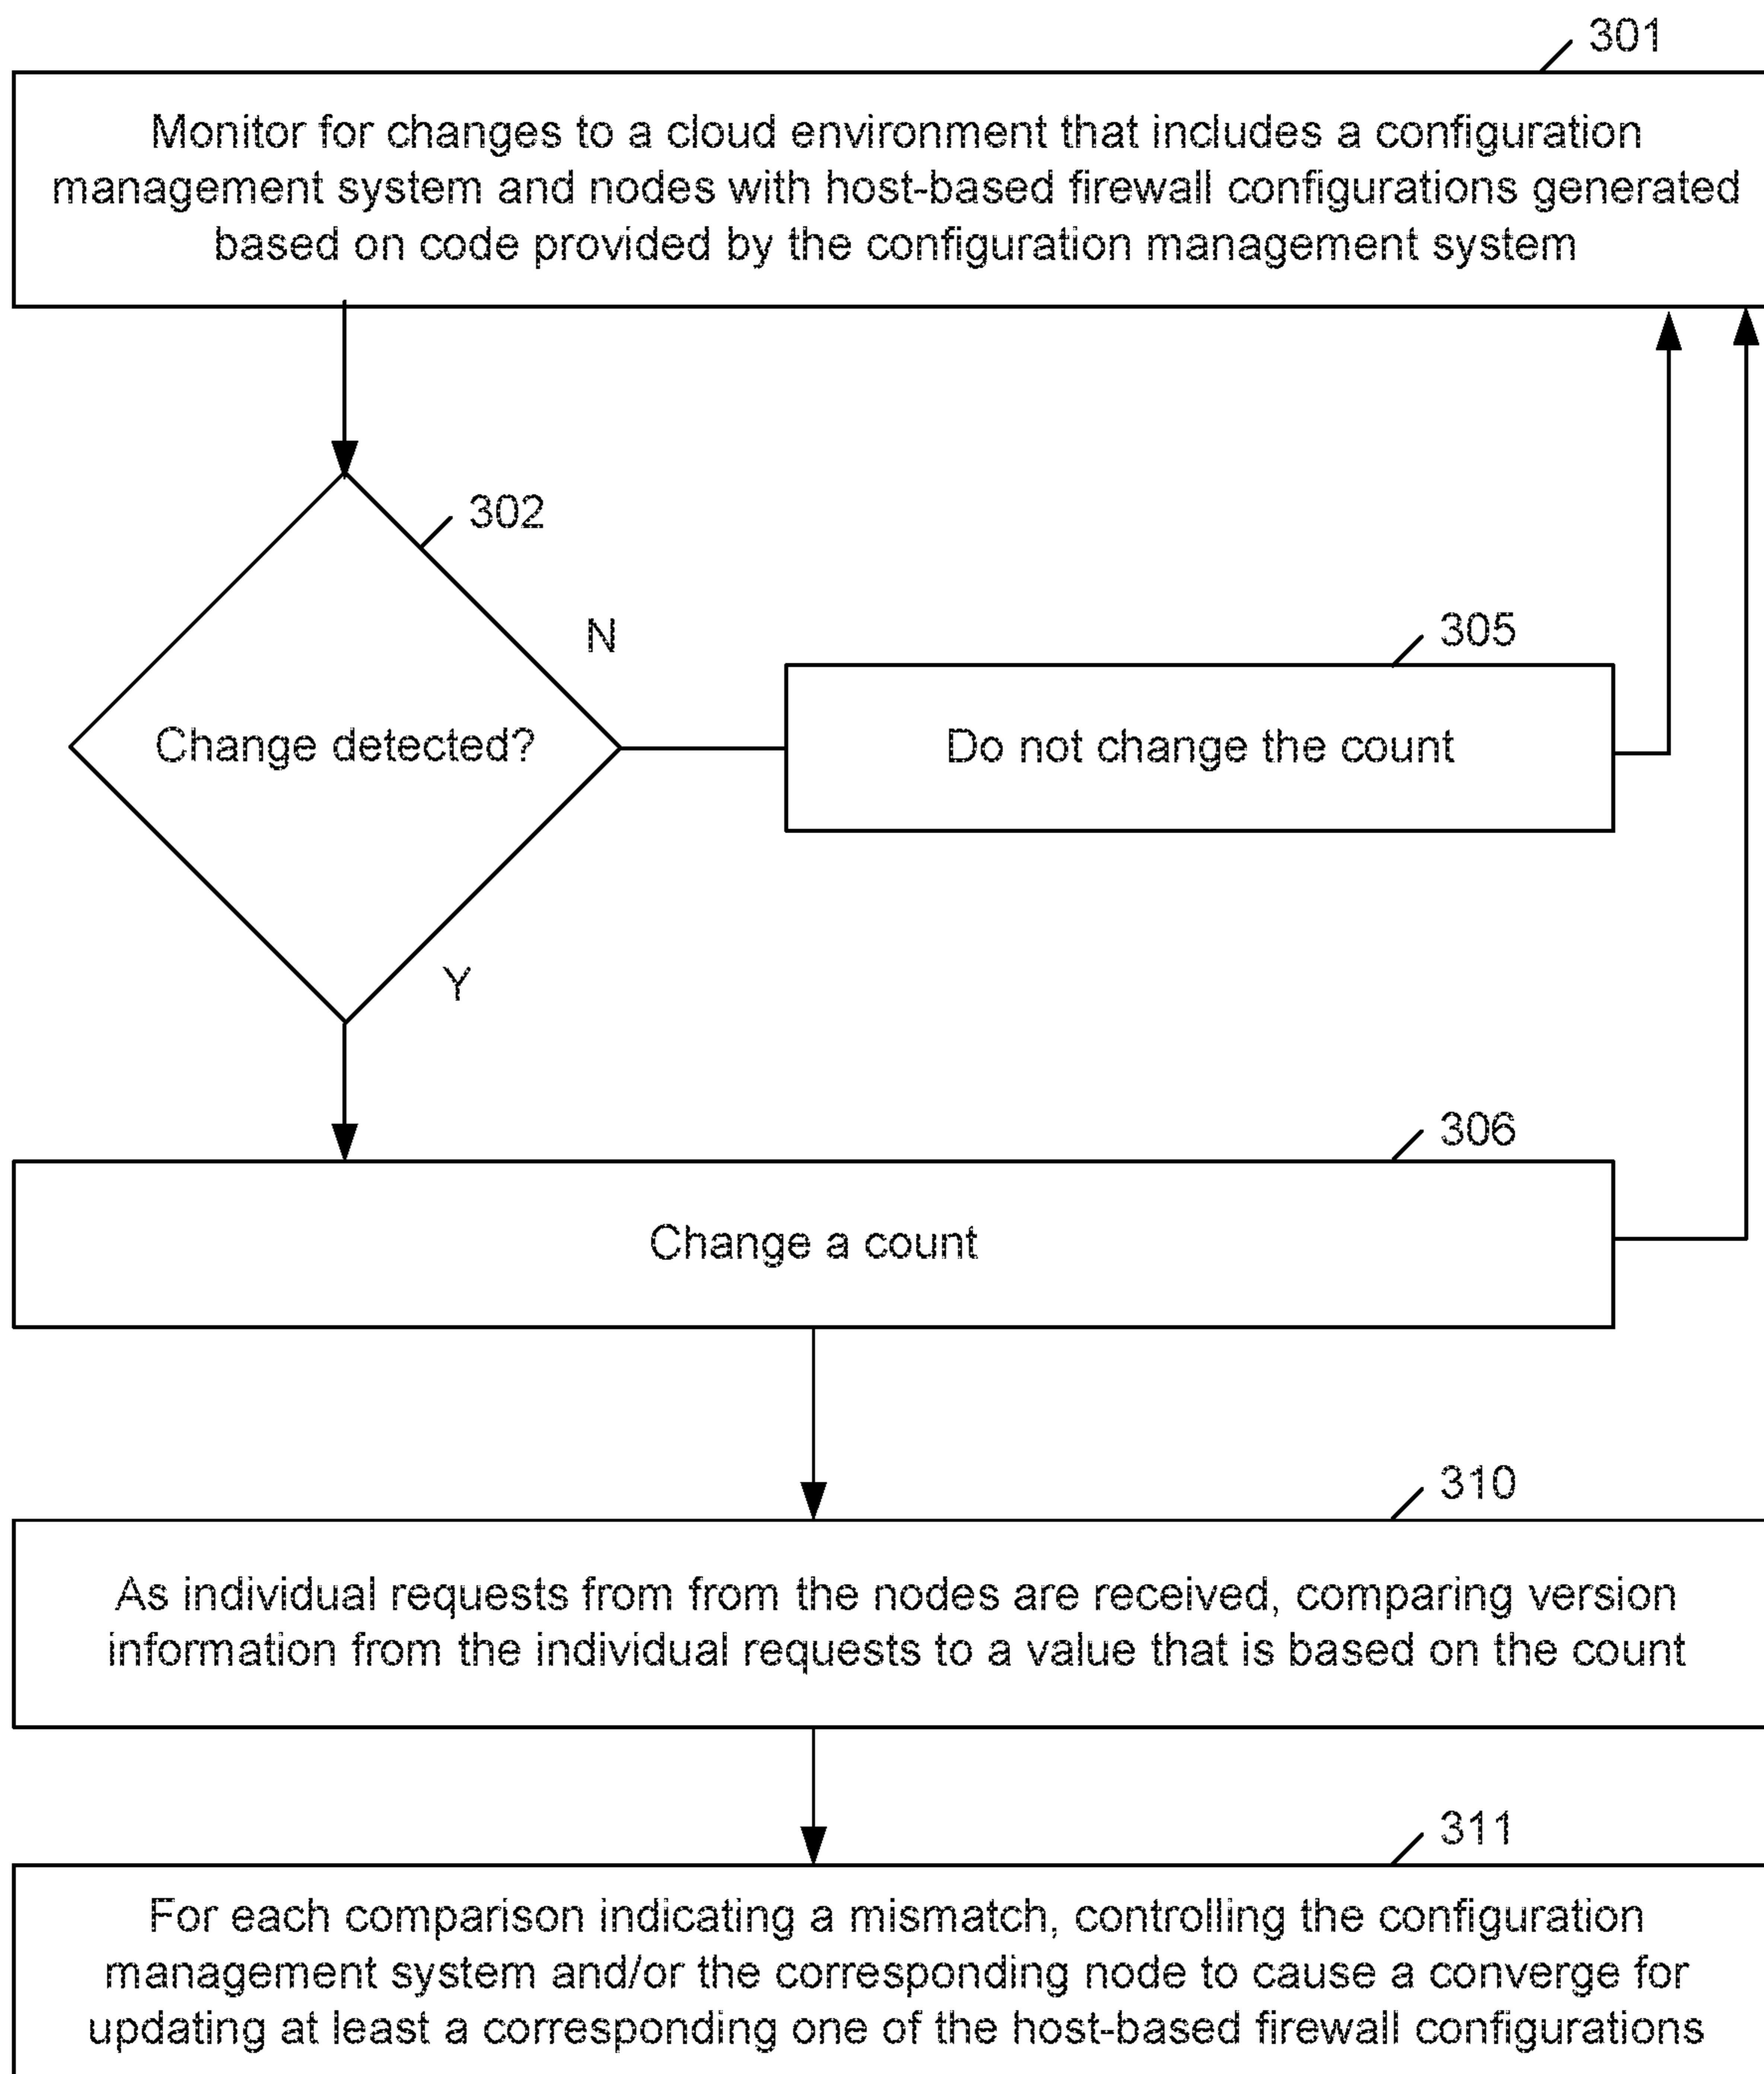 301
Monitor for changes to a cloud environment that includes a configuration
management system and nodes with host-based firewall configurations generated
based on code provided by the configuration management system
302
N
305
Change detected?
Do not change the count
Y
306
Change a count
310
As individual requests from from the nodes are received, comparing version
information from the individual requests to a value that is based on the count
311
For each comparison indicating a mismatch, controlling the configuration
management system and/or the corresponding node to cause a converge for
updating at least a corresponding one of the host-based firewall configurations